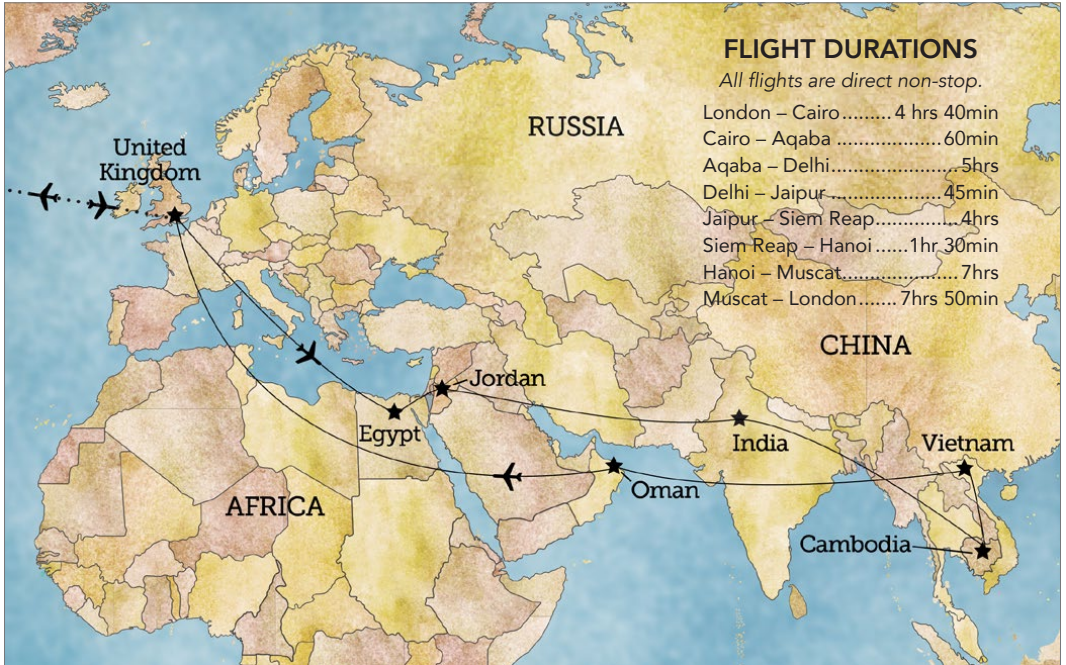 FLIGHT DURATIONS
All flights are direct non-stop.
London – Cairo.........4 hrs 40min
Cairo – Aqaba ...................60min
Aqaba – Delhi.......................5hrs
Delhi – Jaipur ....................45min
Jaipur – Siem Reap...............4hrs
Siem Reap – Hanoi......1hr 30min
Hanoi – Muscat....................7hrs
Muscat – London.......7hrs 50min
United
Kingdom
RUSSIA
CHINA
Jordan
Egypt
India
Vietnam
Oman
AFRICA
Cambodia